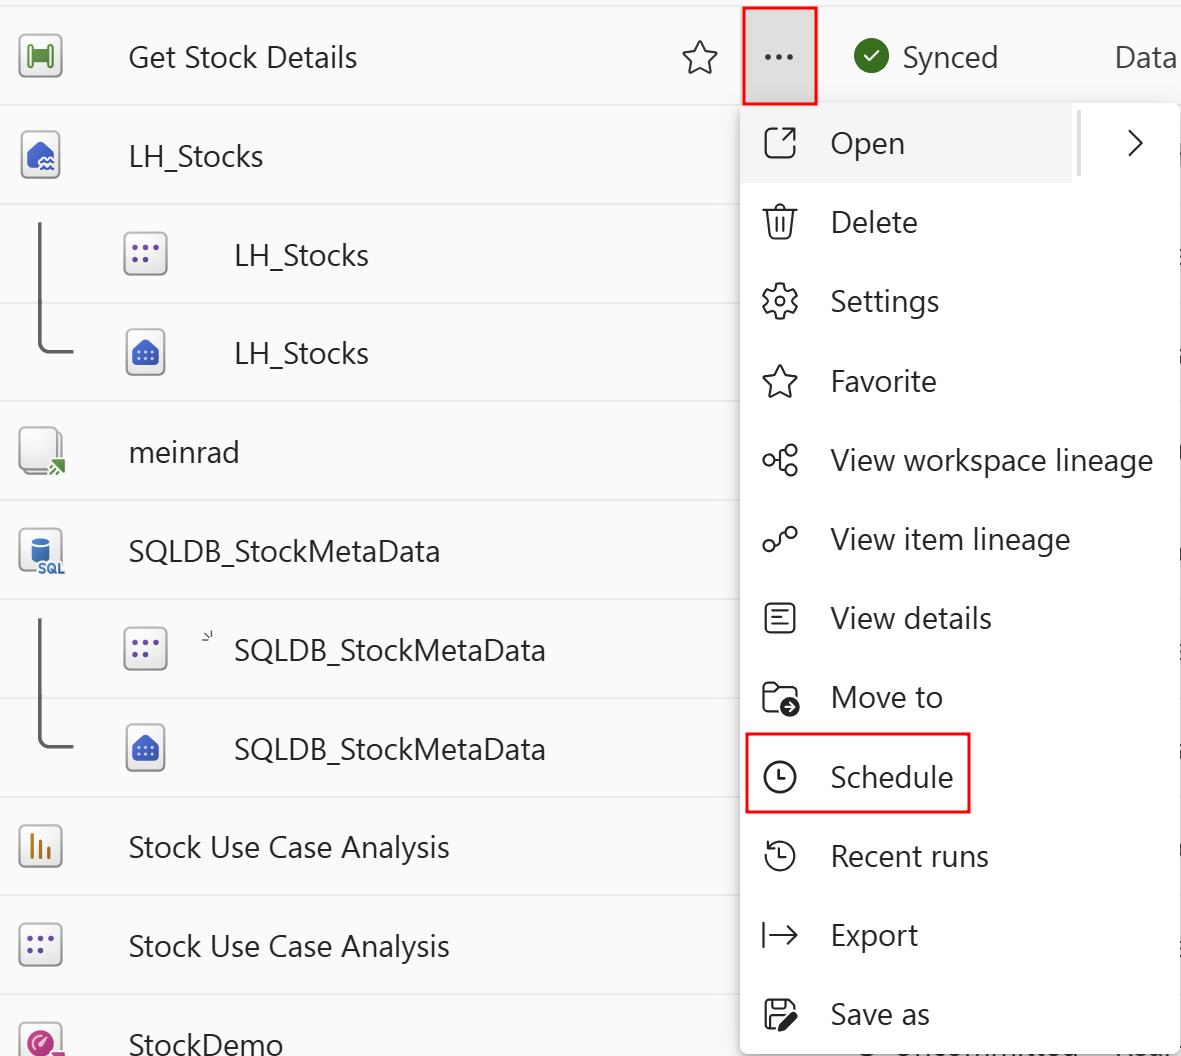 Get Stock Details
Synced
Data
LH_Stocks
LH_Stocks
LH_Stocks
meinrad
SQLDB_StockMetaData
SQL
SQLDB_StockMetaData
SQLDB_StockMetaData
Stock Use Case Analysis
Stock Use Case Analysis
StockDemo
Open
Delete
Settings
Favorite
View workspace lineage
View item lineage
View details
Move to
Schedule
Recent runs
Export
Save as